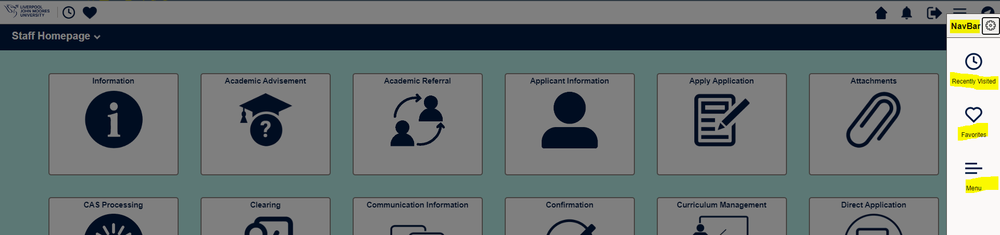 LIVERPOOL
JOHN MOORES
UNIVERSITY
NavBar
Staff Homepage
Information
Academic Advisement
Academic Referral
Applicant Information
Apply Application
Attachments
Recently Visited
Favorites
Menu
CAS Processing
Clearing
Communication Information
Confirmation
Curriculum Management
Direct Application